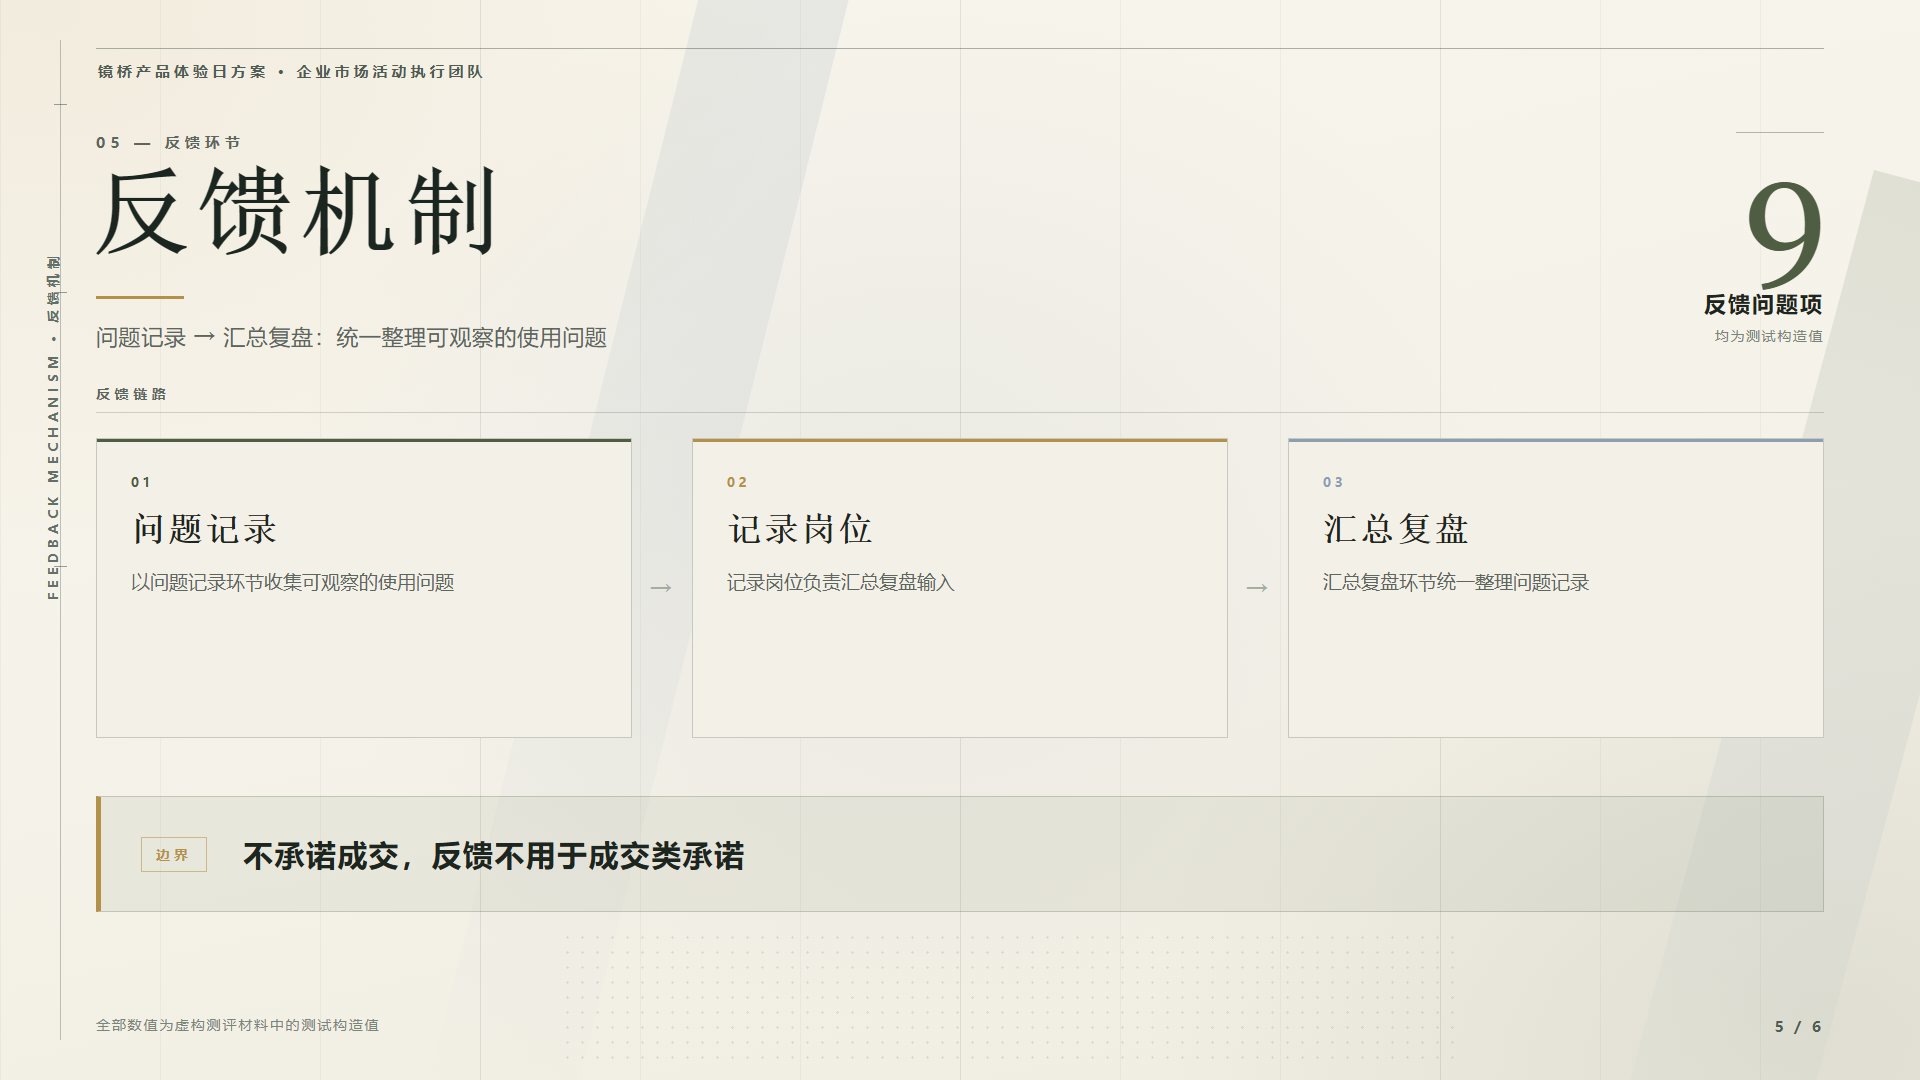 镜桥产品体验日方案 • 企业市场活动执行团队
05 — 反馈环节
反馈机制
问题记录 → 汇总复盘：统一整理可观察的使用问题
9
反馈问题项
均为测试构造值
FEEDBACK MECHANISM • 反馈机制
反馈链路
01
问题记录
以问题记录环节收集可观察的使用问题
→
02
记录岗位
记录岗位负责汇总复盘输入
→
03
汇总复盘
汇总复盘环节统一整理问题记录
边界
不承诺成交，反馈不用于成交类承诺
全部数值为虚构测评材料中的测试构造值
5 / 6